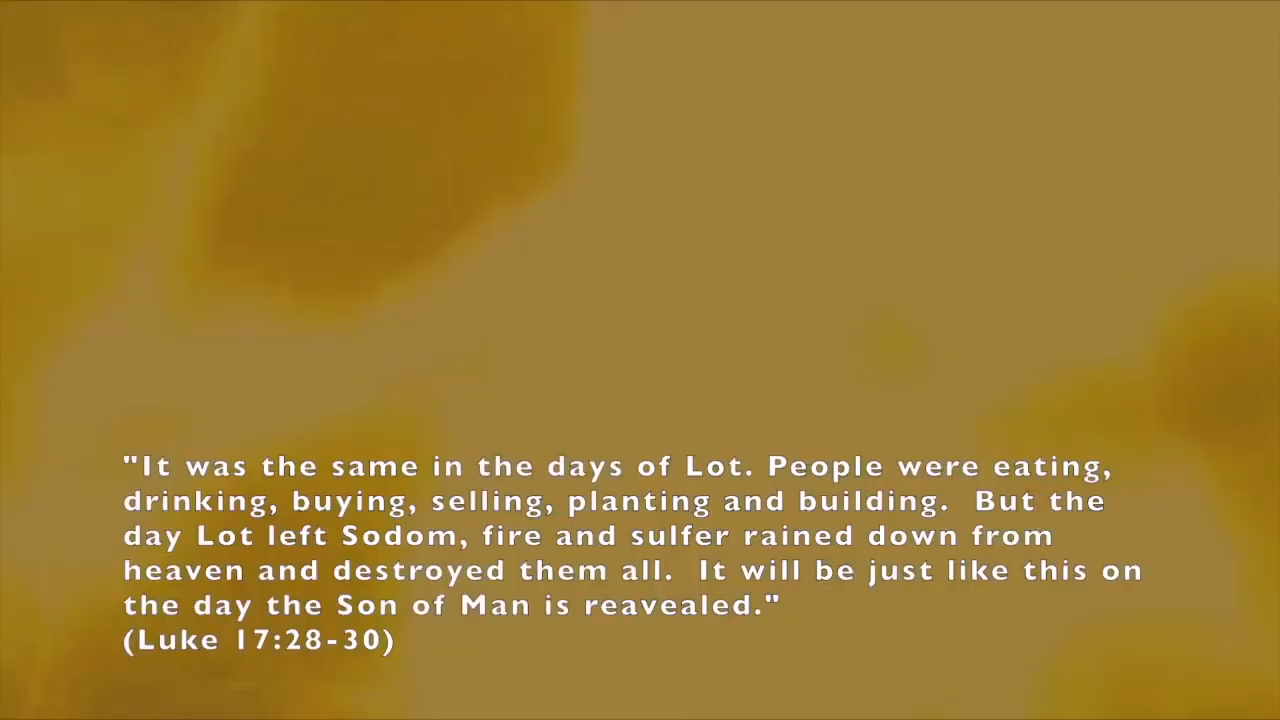 "It was the same in the days of Lot. People were eating,
drinking, buying, selling, planting and building.  But the
day Lot left Sodom, fire and sulfer rained down from
heaven and destroyed them all.  It will be just like this on
the day the Son of Man is reavealed."
(Luke 17:28-30)